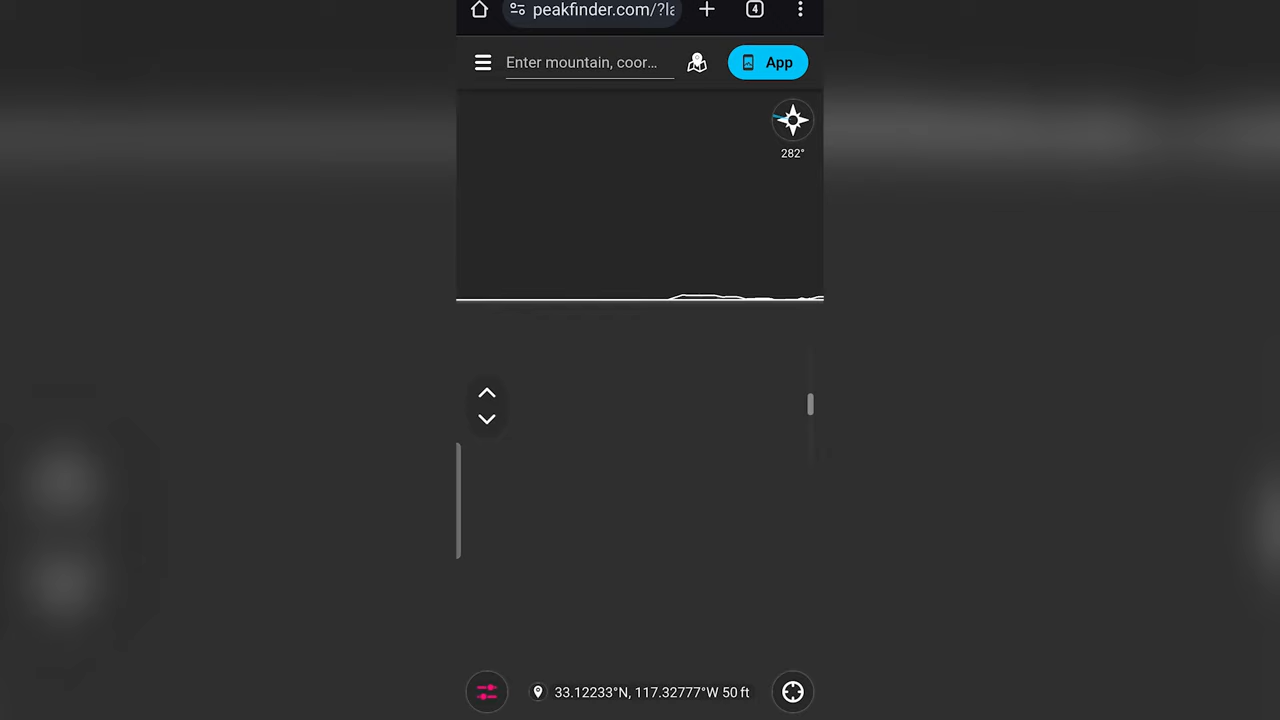 peakfinder.com/?la
4
Enter mountain, coor...
App
282°
33.12233°N, 117.32777°W 50 ft